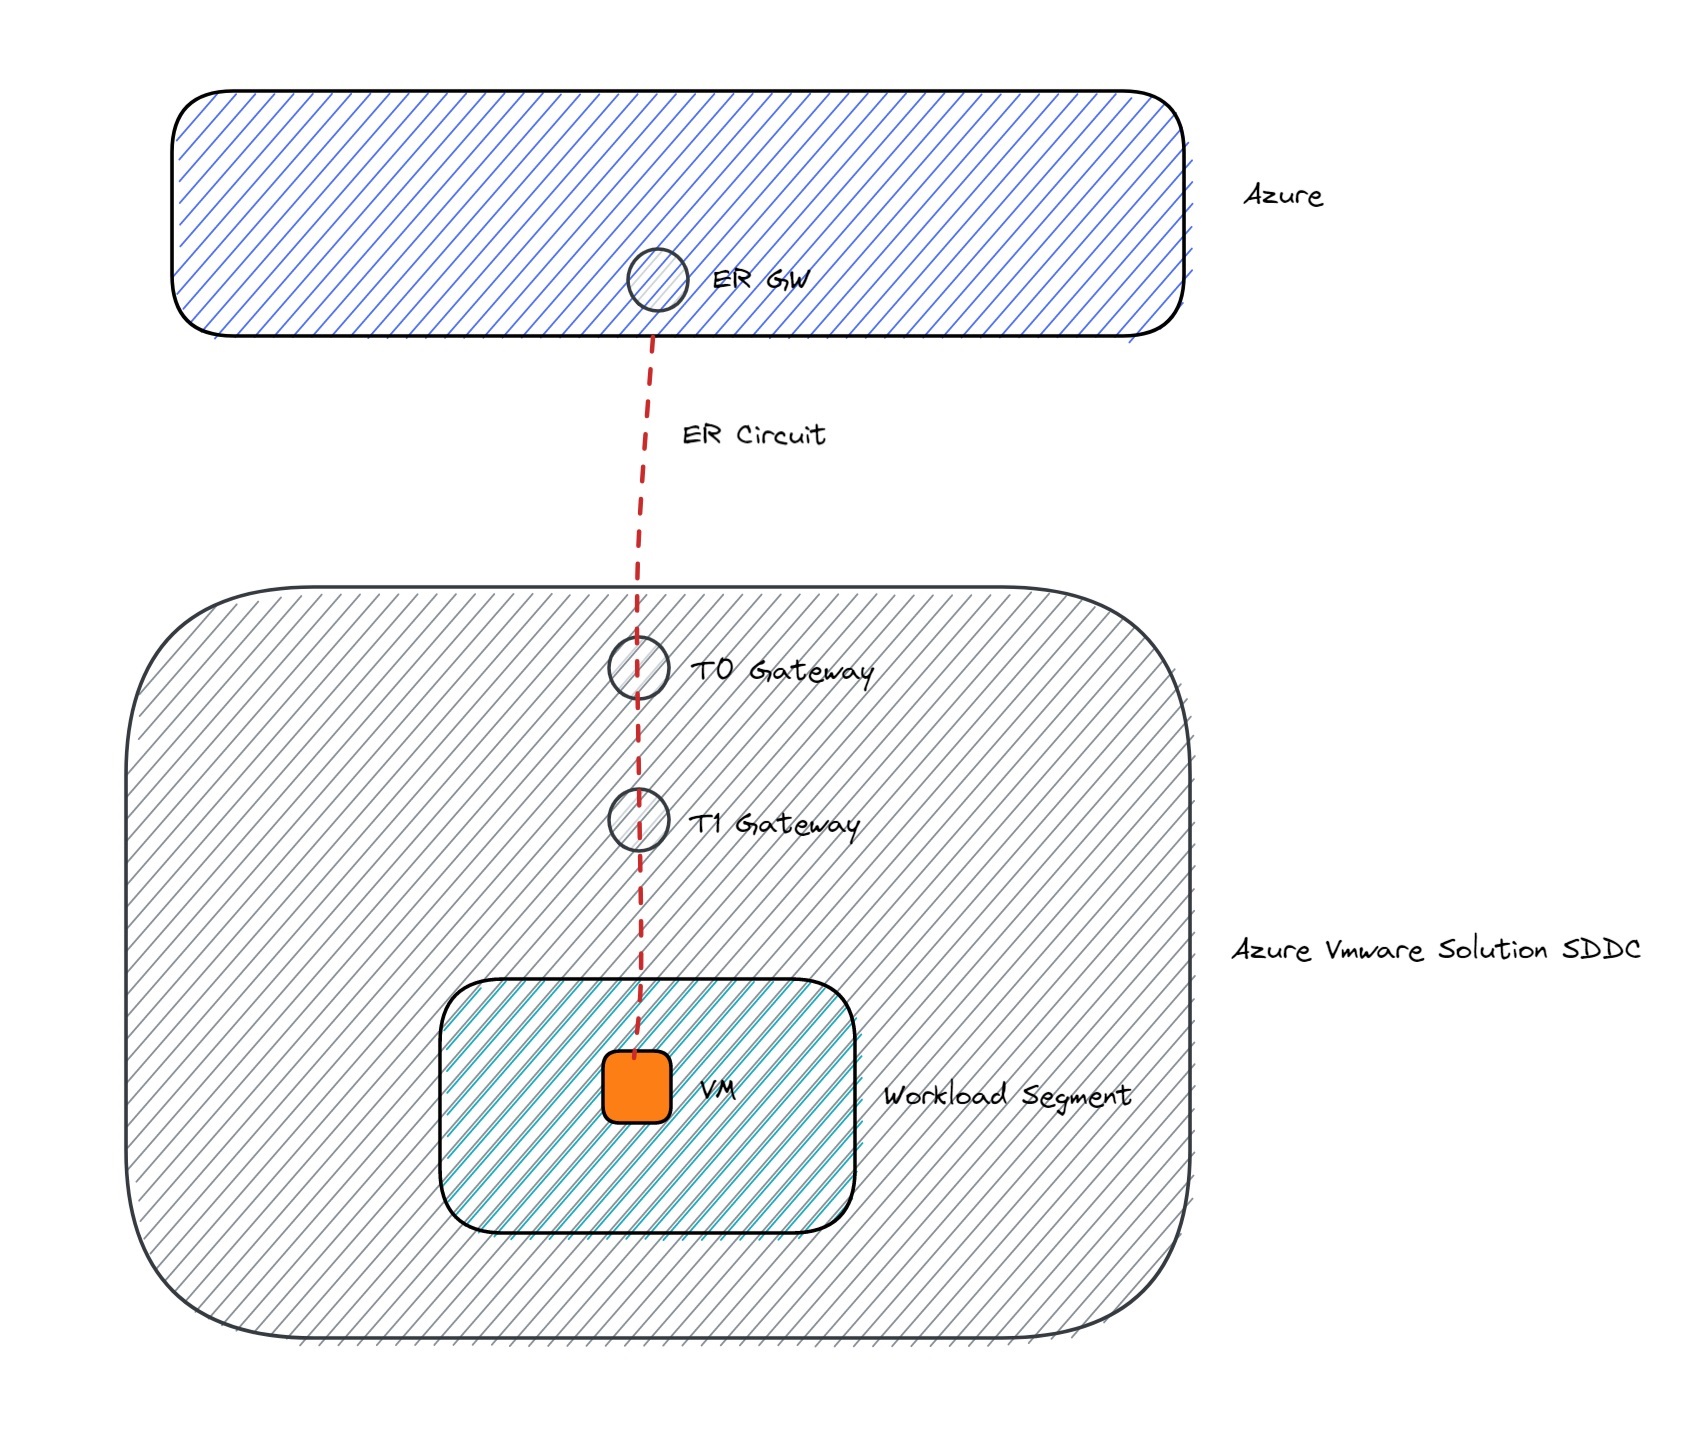 Azure
ER GW
ER Circuit
T0 Gateway
T1 Gateway
Azure Vmware Solution SDDC
VM
Workload Segment